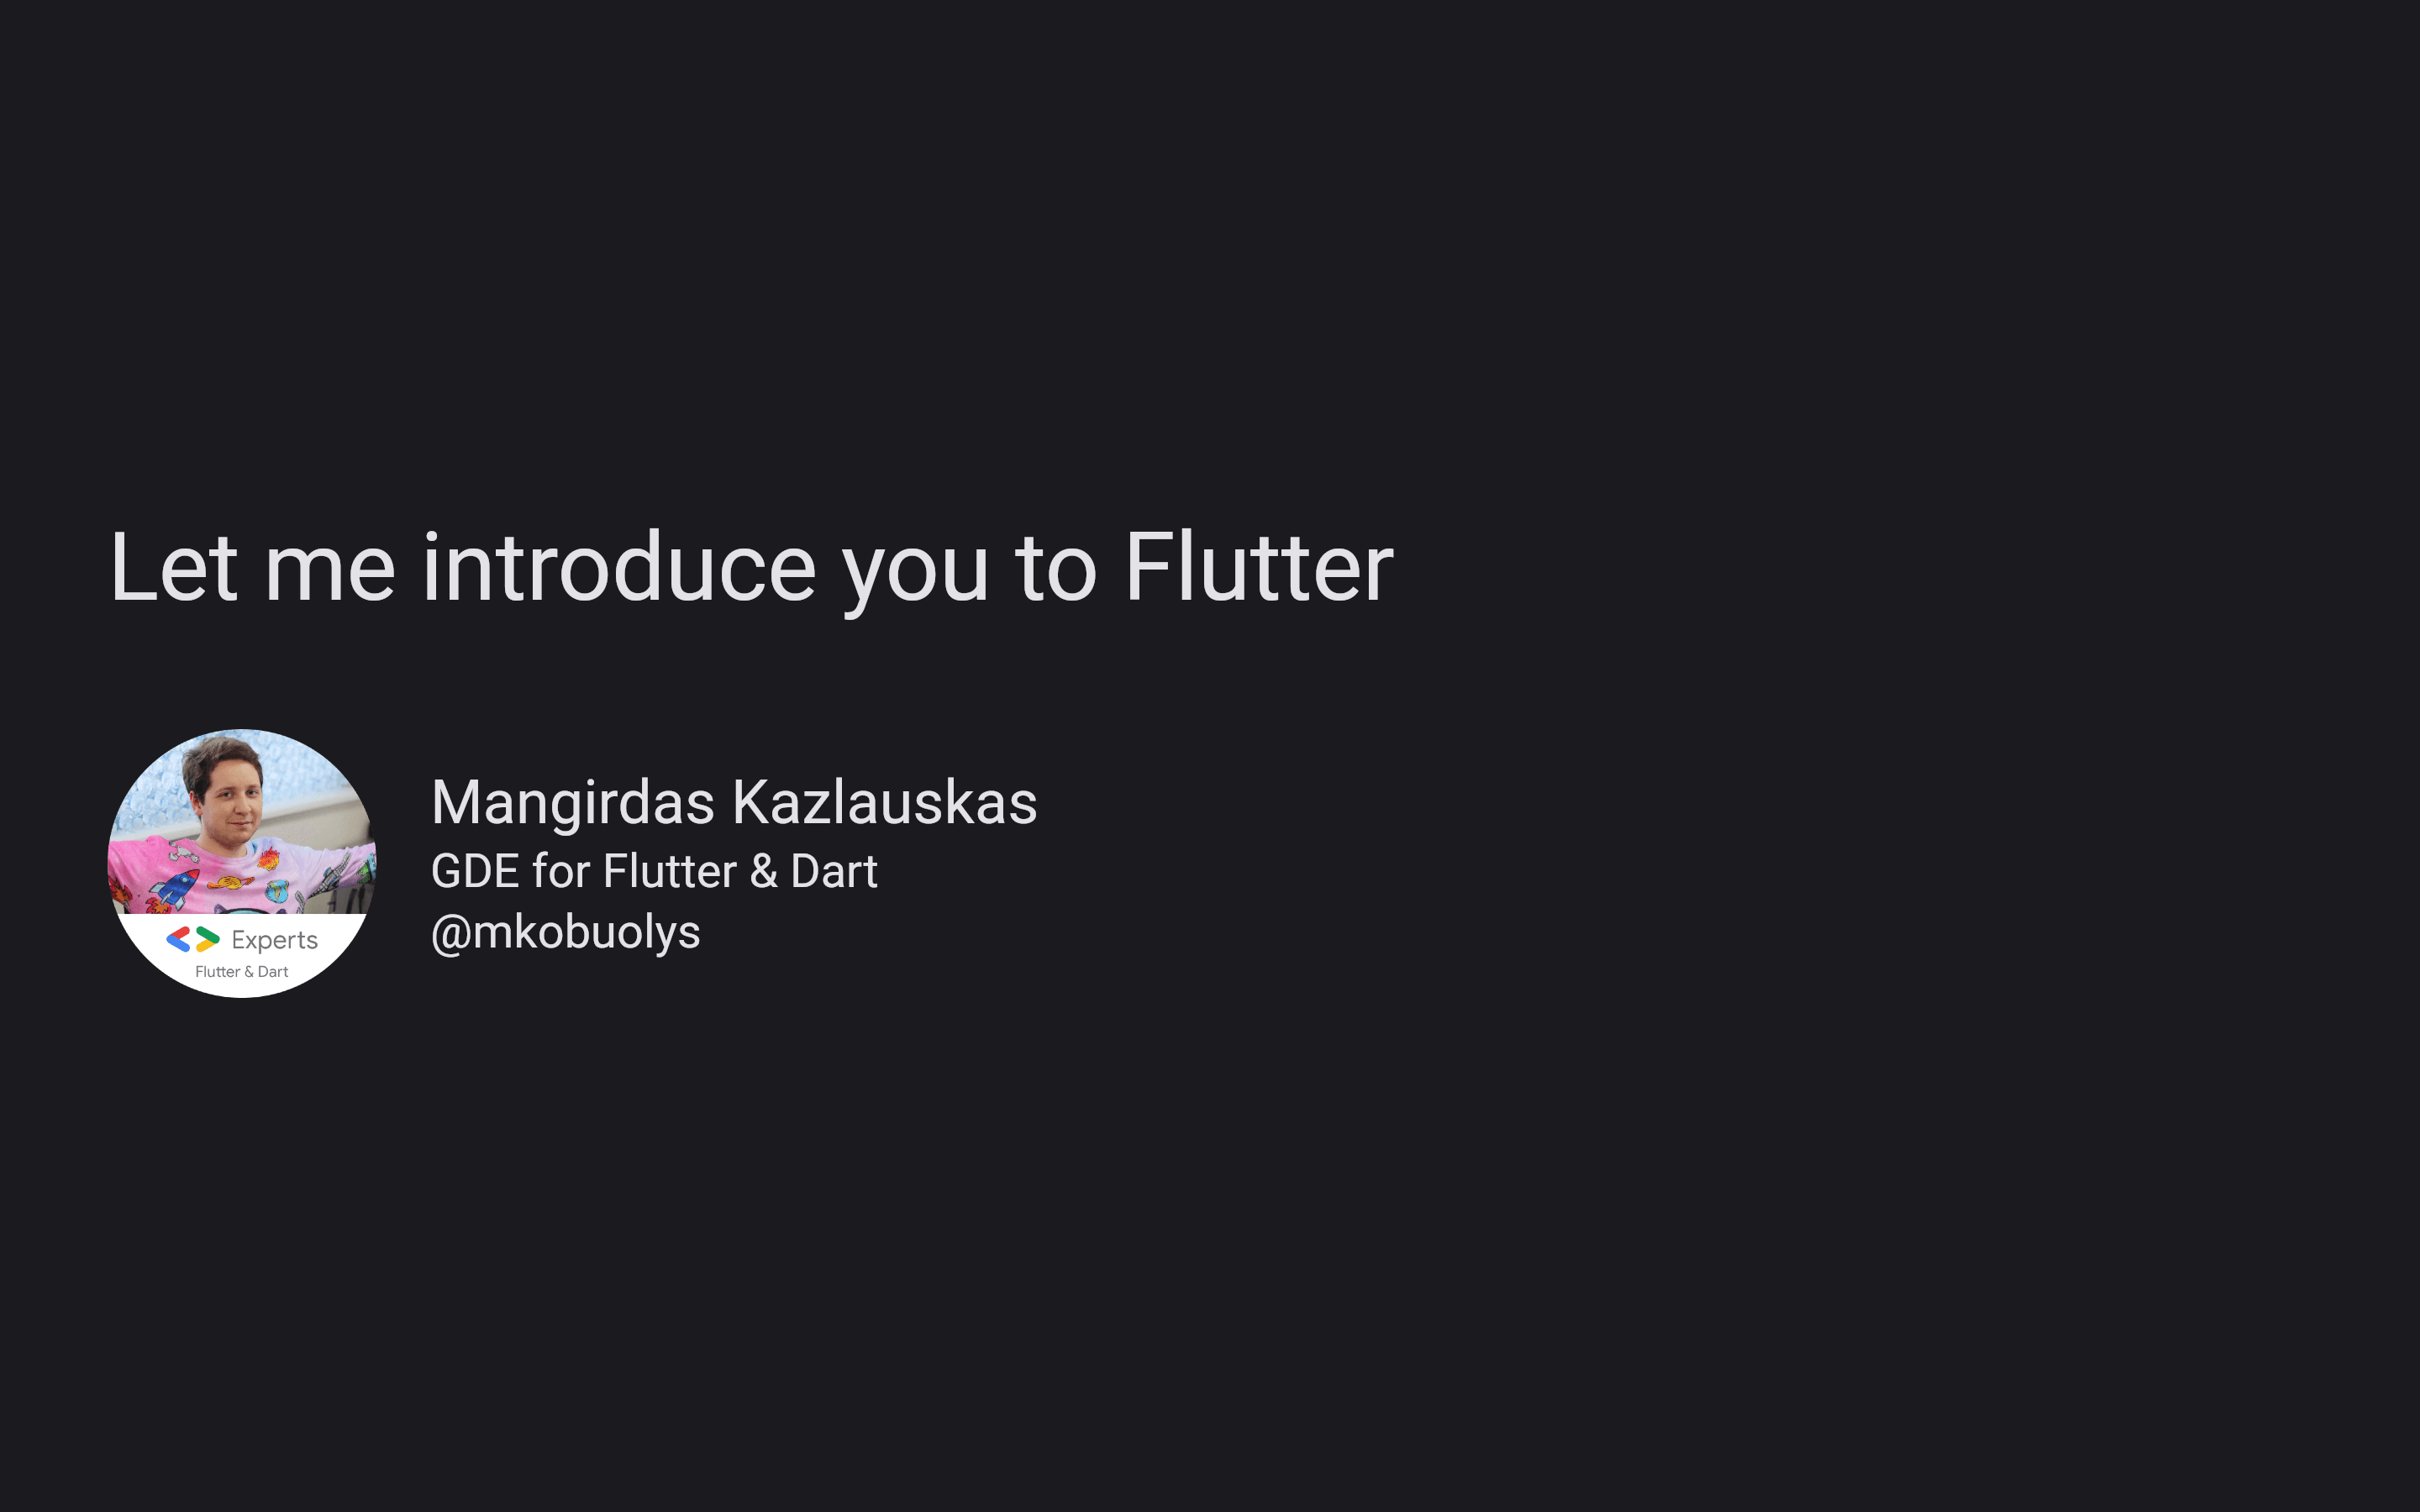 Let me introduce you to Flutter
Mangirdas Kazlauskas
GDE for Flutter & Dart
@mkobuolys
Experts
Flutter & Dart